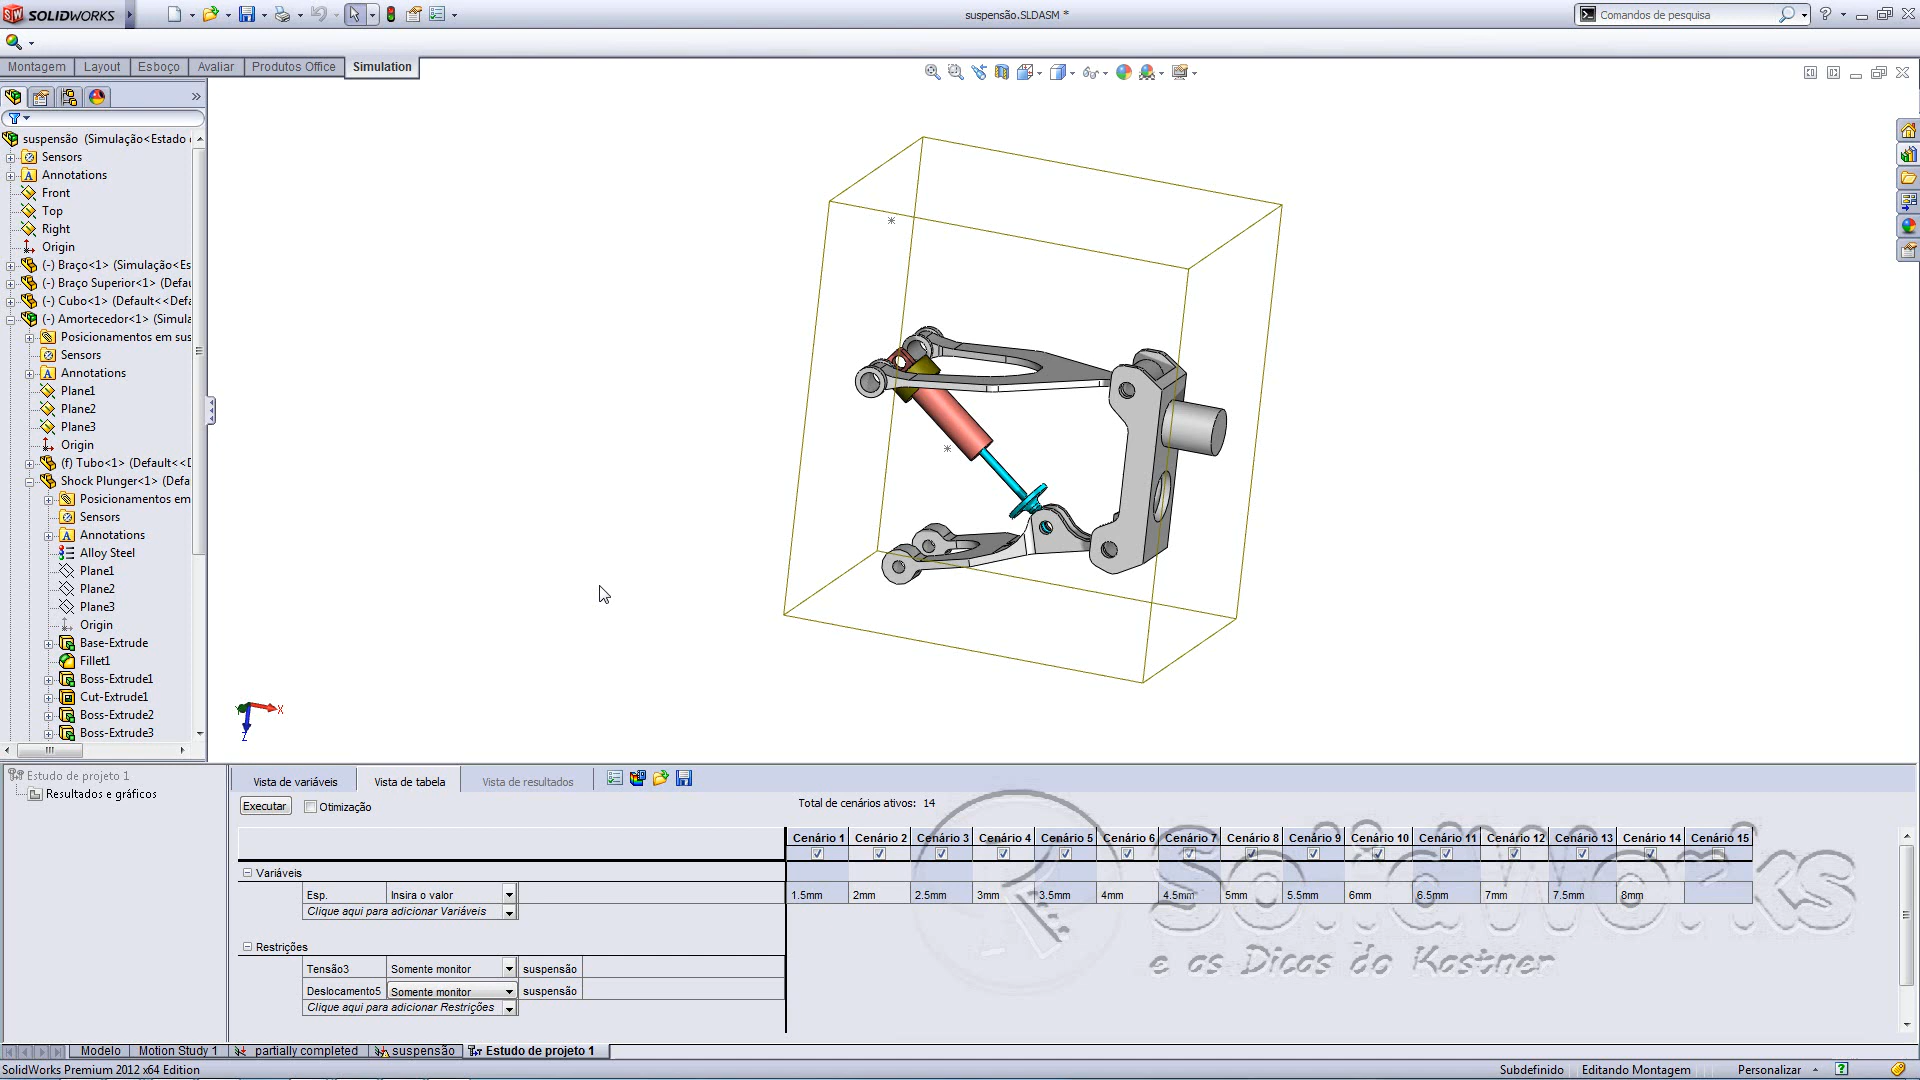 SOLIDWORKS
suspensão.SLDASM *
Comandos de pesquisa
Montagem
Layout
Esboço
Avaliar
Produtos Office
Simulation
suspensão (Simulação<Estado
Sensors
Annotations
Front
Top
Right
Origin
(-) Braço<1> (Simulação<Es
(-) Braço Superior<1> (Defau
(-) Cubo<1> (Default<<Defa
(-) Amortecedor<1> (Simula
Posicionamentos em sus
Sensors
Annotations
Plane1
Plane2
Plane3
Origin
(f) Tubo<1> (Default<<D
Shock Plunger<1> (Defa
Posicionamentos em
Sensors
Annotations
Alloy Steel
Plane1
Plane2
Plane3
Origin
Base-Extrude
Fillet1
Boss-Extrude1
Cut-Extrude1
Boss-Extrude2
Boss-Extrude3
X
Z
Estudo de projeto 1
Resultados e gráficos
Vista de variáveis
Vista de tabela
Vista de resultados
Executar
Otimização
Total de cenários ativos: 14
Cenário 1 Cenário 2 Cenário 3 Cenário 4 Cenário 5 Cenário 6 Cenário 7 Cenário 8 Cenário 9 Cenário 10 Cenário 11 Cenário 12 Cenário 13 Cenário 14 Cenário 15
Variáveis
Esp. Insira o valor 1.5mm 2mm 2.5mm 3mm 3.5mm 4mm 4.5mm 5mm 5.5mm 6mm 6.5mm 7mm 7.5mm 8mm
Clique aqui para adicionar Variáveis
Restrições
Tensão3 Somente monitor suspensão
Deslocamento5 Somente monitor suspensão
Clique aqui para adicionar Restrições
SolidWorks
e as Dicas do Kastner
Modelo
Motion Study 1
partially completed
suspensão
Estudo de projeto 1
SolidWorks Premium 2012 x64 Edition
Subdefinido
Editando Montagem
Personalizar